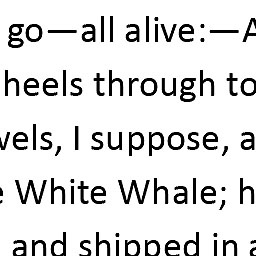 go—all alive:—A
heels through to
vels, I suppose, a
White Whale; h
and shipped in a